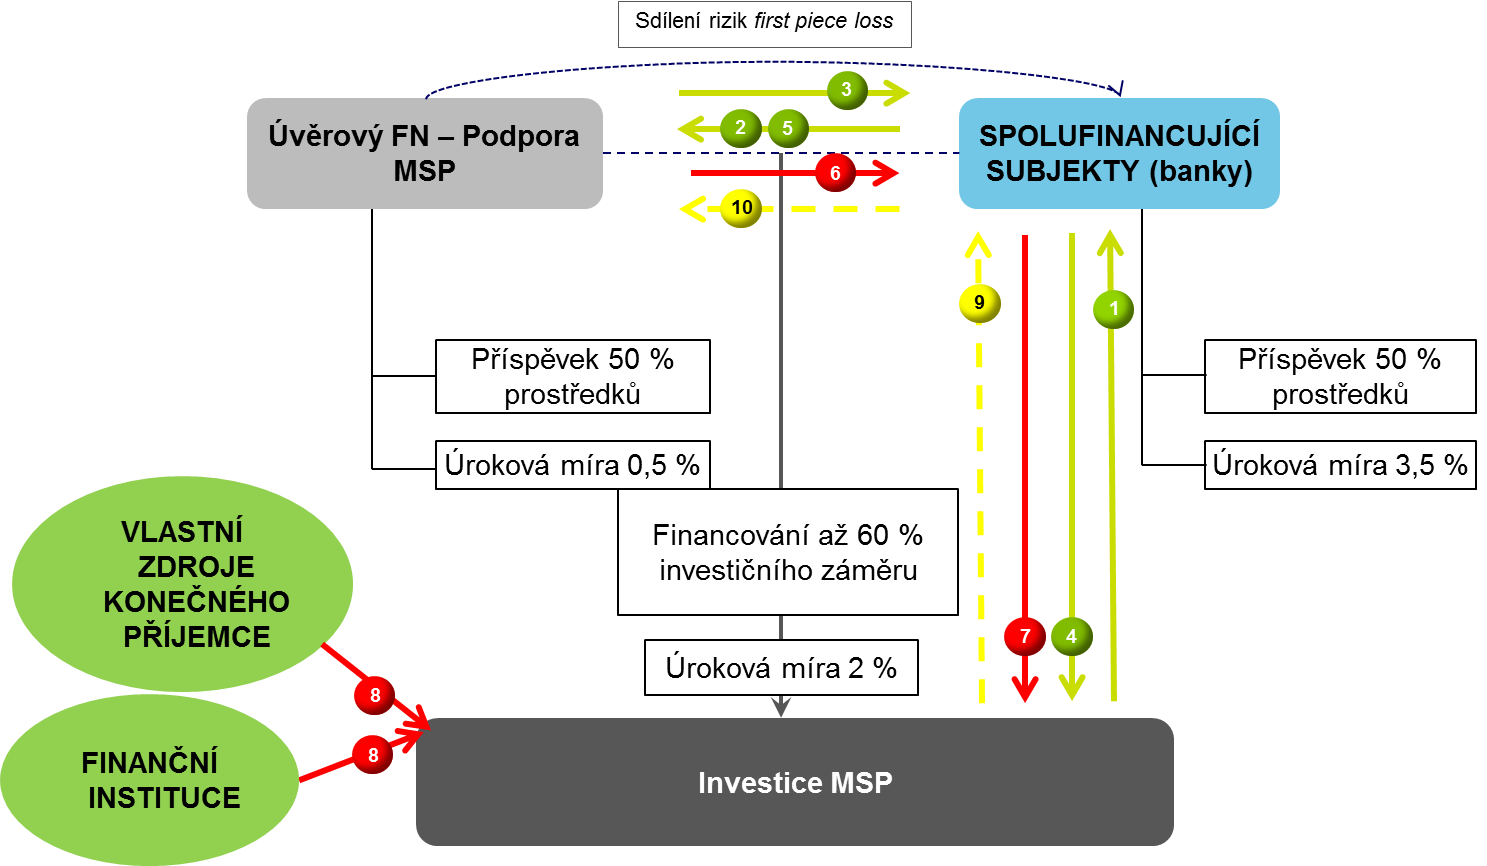 Sdílení rizik first piece loss
3
Úvěrový FN – Podpora
MSP
2
5
SPOLUFINANCUJÍCÍ
SUBJEKTY (banky)
6
10
9
1
Příspěvek 50 %
prostředků
Příspěvek 50 %
prostředků
Úroková míra 0,5 %
Úroková míra 3,5 %
VLASTNÍ
ZDROJE
KONEČNÉHO
PŘÍJEMCE
Financování až 60 %
investičního záměru
7
4
Úroková míra 2 %
8
8
FINANČNÍ
INSTITUCE
Investice MSP